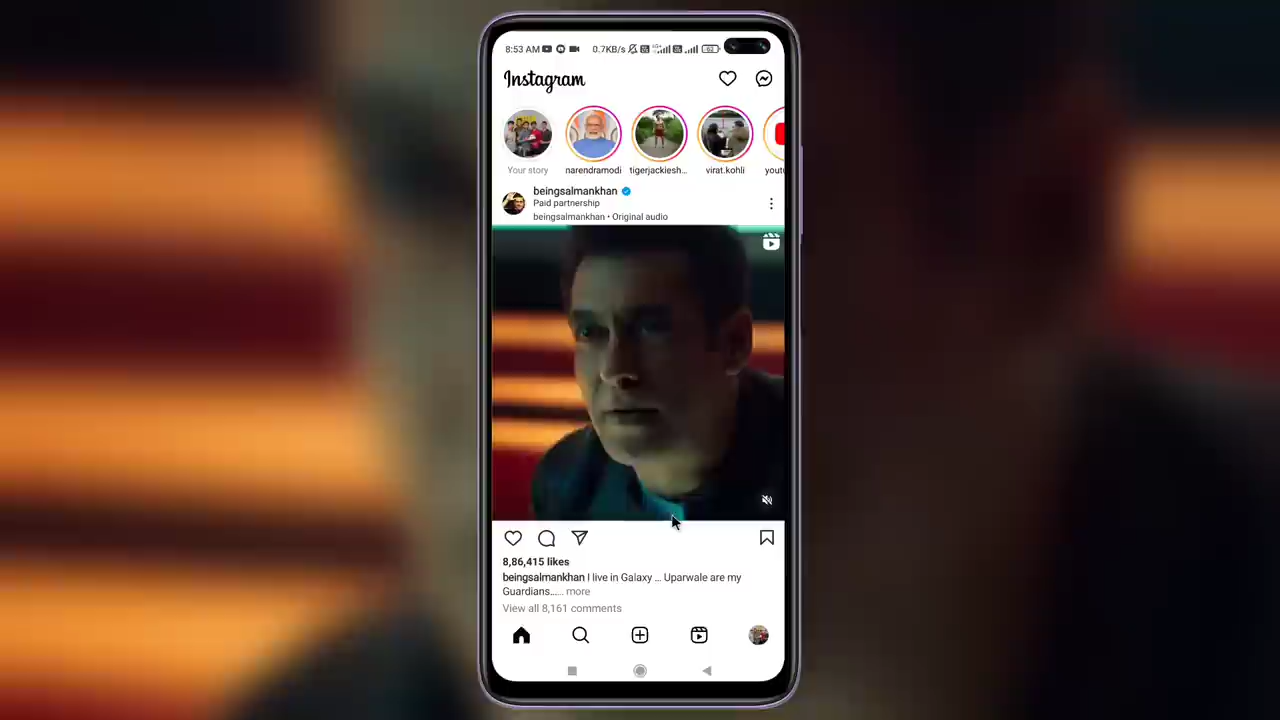 8:53 AM 0.7KB/s 62
Instagram
Your story narendramodi tigerjackiesh... virat.kohli yout
beingsalmankhan
Paid partnership
beingsalmankhan • Original audio
8,86,415 likes
beingsalmankhan I live in Galaxy ... Uparwale are my
Guardians..... more
View all 8,161 comments